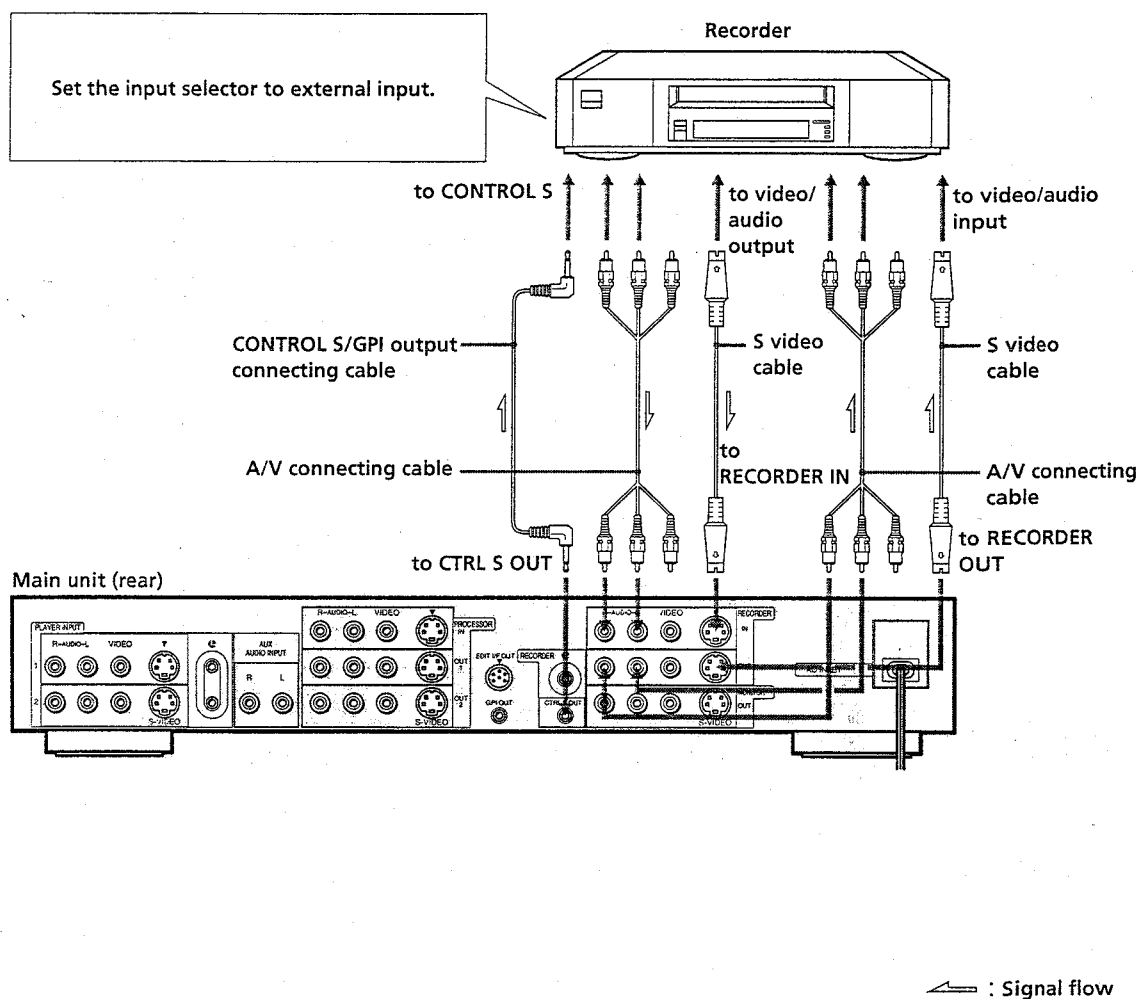 Recorder
Set the input selector to external input.
to CONTROL S
to video/
audio
output
to video/audio
input
CONTROL S/GPI output
connecting cable
S video
cable
S video
cable
A/V connecting cable
to
RECORDER IN
A/V connecting
cable
to CTRL S OUT
to RECORDER
OUT
Main unit (rear)
PLAYER INPUT
R-AUDIO-L VIDEO
1
2
S-VIDEO
AUX
AUDIO INPUT
R L
R-AUDIO-L VIDEO
PROCESSOR
IN
OUT
1
OUT
2
S-VIDEO
EDIT I/F OUT
RECORDER
GPI OUT
CTRL S OUT
VIDEO
RECORDER
IN
OUT
S-VIDEO
: Signal flow